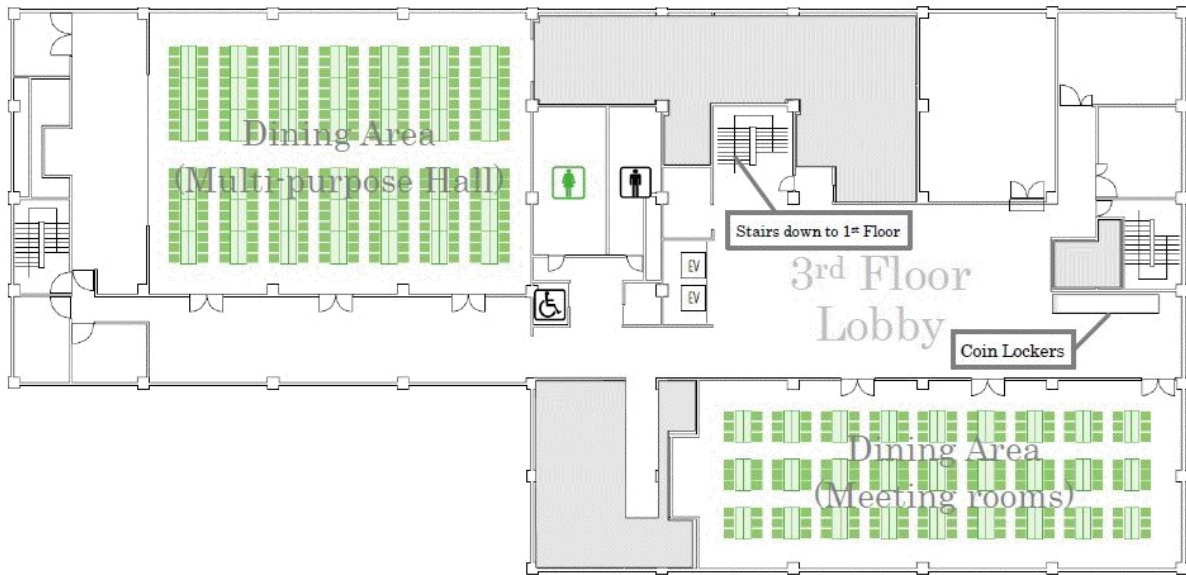 Dining Area
(Multi-purpose Hall)
Stairs down to 1st Floor
EV
EV
3rd Floor
Lobby
Coin Lockers
Dining Area
(Meeting rooms)